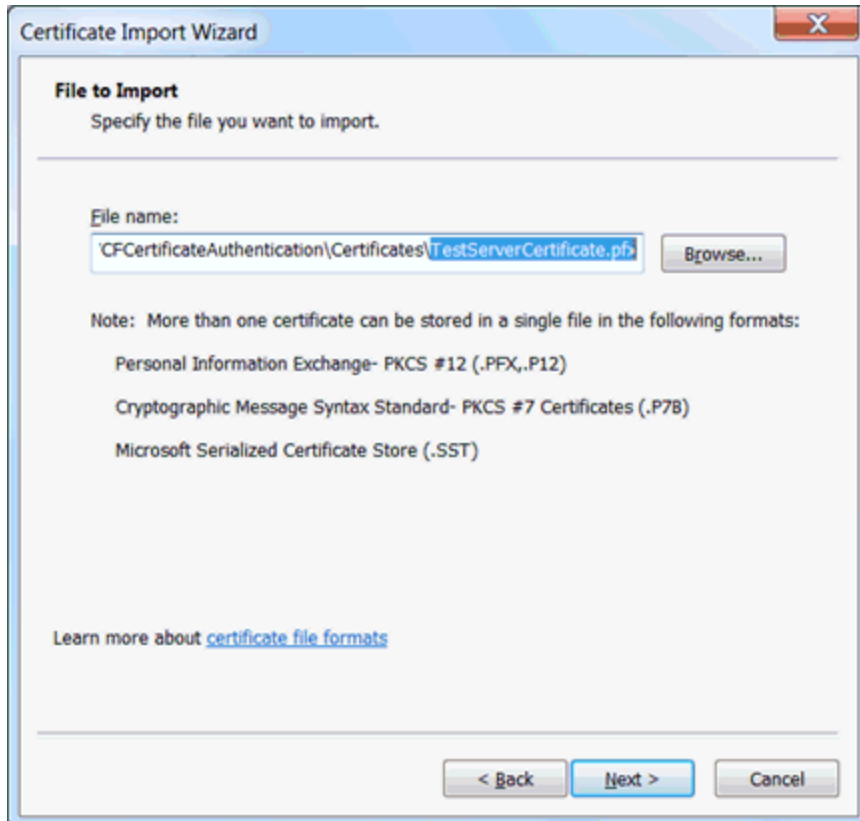 Certificate Import Wizard
File to Import
Specify the file you want to import.
File name:
'CFCertificateAuthentication\Certificates\TestServerCertificate.pfx
Browse...
Note: More than one certificate can be stored in a single file in the following formats:
Personal Information Exchange- PKCS #12 (.PFX,.P12)
Cryptographic Message Syntax Standard- PKCS #7 Certificates (.P7B)
Microsoft Serialized Certificate Store (.SST)
Learn more about certificate file formats
< Back
Next >
Cancel